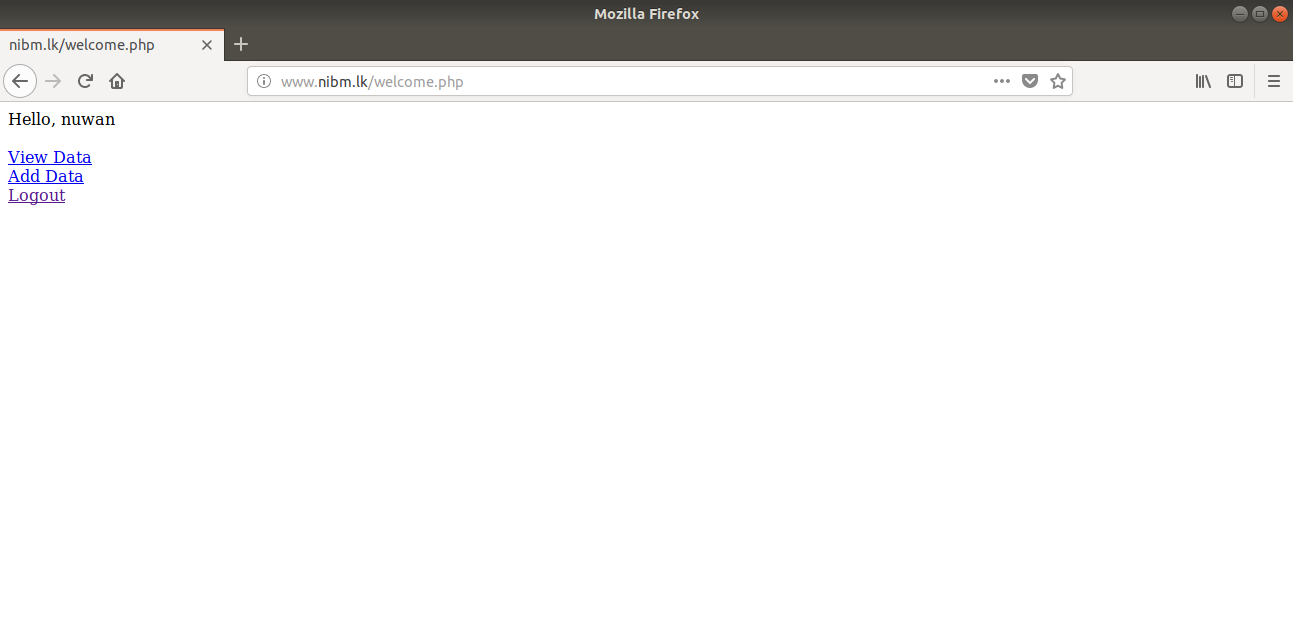 Mozilla Firefox
nibm.lk/welcome.php
www.nibm.lk/welcome.php
Hello, nuwan
View Data
Add Data
Logout